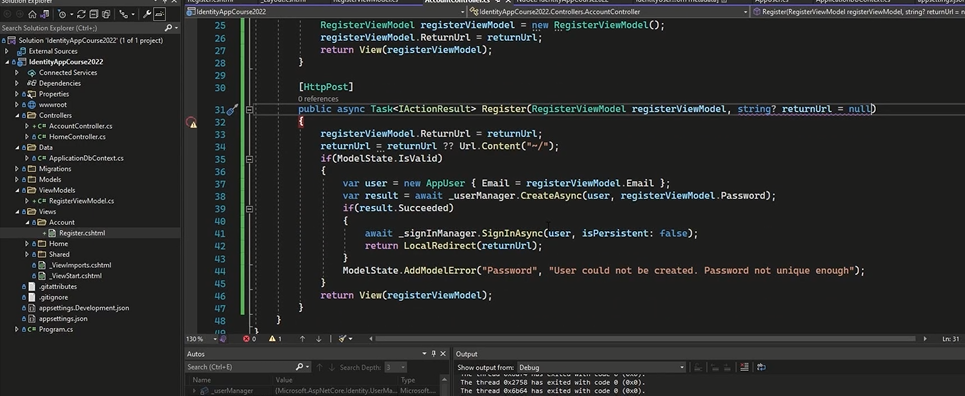 IdentityAppCourse2022
IdentityAppCourse2022.Controllers.AccountController
Register(RegisterViewModel registerViewModel, string? returnUrl =
Solution Explorer
Search Solution Explorer (Ctrl+;)
Solution 'IdentityAppCourse2022' (1 of 1 project)
External Sources
IdentityAppCourse2022
Connected Services
Dependencies
Properties
wwwroot
Controllers
AccountController.cs
HomeController.cs
Data
ApplicationDbContext.cs
Migrations
Models
ViewModels
RegisterViewModel.cs
Views
Account
Register.cshtml
Home
Shared
_ViewImports.cshtml
_ViewStart.cshtml
.gitattributes
.gitignore
appsettings.Development.json
appsettings.json
Program.cs
25 RegisterViewModel registerViewModel = new RegisterViewModel();
26 registerViewModel.ReturnUrl = returnUrl;
27 return View(registerViewModel);
28 }
29
30 [HttpPost]
0 references
31 public async Task<IActionResult> Register(RegisterViewModel registerViewModel, string? returnUrl = null)
32 {
33 registerViewModel.ReturnUrl = returnUrl;
34 returnUrl = returnUrl ?? Url.Content("~/");
35 if(ModelState.IsValid)
36 {
37 var user = new AppUser { Email = registerViewModel.Email };
38 var result = await _userManager.CreateAsync(user, registerViewModel.Password);
39 if(result.Succeeded)
40 {
41 await _signInManager.SignInAsync(user, isPersistent: false);
42 return LocalRedirect(returnUrl);
43 }
44 ModelState.AddModelError("Password", "User could not be created. Password not unique enough");
45 }
46 return View(registerViewModel);
47 }
48 }
49 }
130 % 0 1 Ln: 31
Autos
Search (Ctrl+E) Search Depth: 3
Name Value Type
_userManager {Microsoft.AspNetCore.Identity.UserMa Microsoft
Output
Show output from: Debug
The thread 0x2758 has exited with code 0 (0x0).
The thread 0x6b64 has exited with code 0 (0x0).